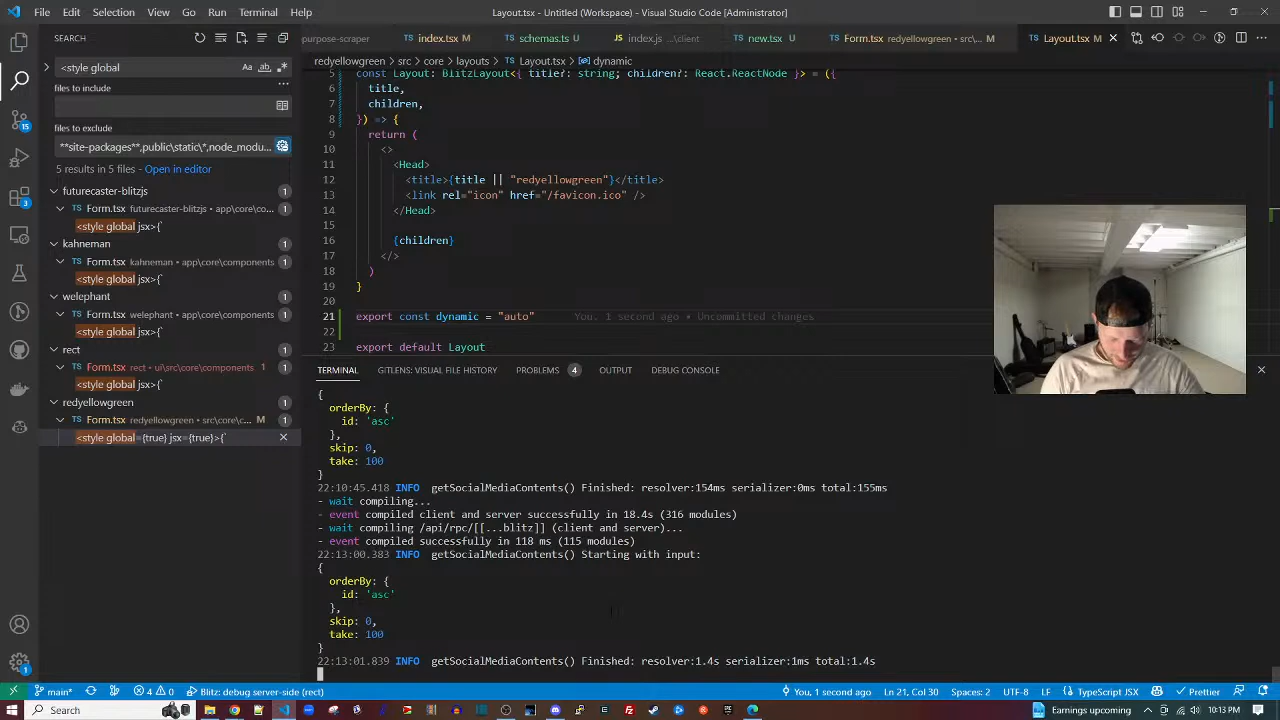 File Edit Selection View Go Run Terminal Help
Layout.tsx - Untitled (Workspace) - Visual Studio Code [Administrator]
SEARCH
purpose-scraper index.tsx M schemas.ts U index.js ...\client new.tsx U Form.tsx redyellowgreen • src\... M Layout.tsx M
<style global
redyellowgreen > src > core > layouts > Layout.tsx > dynamic
files to include
files to exclude
**site-packages**,public\static\*,node_modu...
5 results in 5 files - Open in editor
futurecaster-blitzjs 1
Form.tsx futurecaster-blitzjs • app\core\co... 1
<style global jsx>{`
kahneman 1
Form.tsx kahneman • app\core\components 1
<style global jsx>{`
welephant 1
Form.tsx welephant • app\core\components 1
<style global jsx>{`
rect 1
Form.tsx rect • ui\src\core\components 1 1
<style global jsx>{`
redyellowgreen 1
Form.tsx redyellowgreen • src\core\c... M 1
<style global={true} jsx={true}>{`
5 const Layout: BlitzLayout<{ title?: string; children?: React.ReactNode }> = ({
6 title,
7 children,
8 }) => {
9 return (
10 <>
11 <Head>
12 <title>{title || "redyellowgreen"}</title>
13 <link rel="icon" href="/favicon.ico" />
14 </Head>
15
16 {children}
17 </>
18 )
19 }
20
21 export const dynamic = "auto" You, 1 second ago • Uncommitted changes
22
23 export default Layout
TERMINAL GITLENS: VISUAL FILE HISTORY PROBLEMS 4 OUTPUT DEBUG CONSOLE
{
orderBy: {
id: 'asc'
},
skip: 0,
take: 100
}
22:10:45.418 INFO getSocialMediaContents() Finished: resolver:154ms serializer:0ms total:155ms
- wait compiling...
- event compiled client and server successfully in 18.4s (316 modules)
- wait compiling /api/rpc/[[...blitz]] (client and server)...
- event compiled successfully in 118 ms (115 modules)
22:13:00.383 INFO getSocialMediaContents() Starting with input:
{
orderBy: {
id: 'asc'
},
skip: 0,
take: 100
}
22:13:01.839 INFO getSocialMediaContents() Finished: resolver:1.4s serializer:1ms total:1.4s
main* 4 0 Blitz: debug server-side (rect) You, 1 second ago Ln 21, Col 30 Spaces: 2 UTF-8 LF TypeScript JSX Prettier
Search Earnings upcoming 10:13 PM